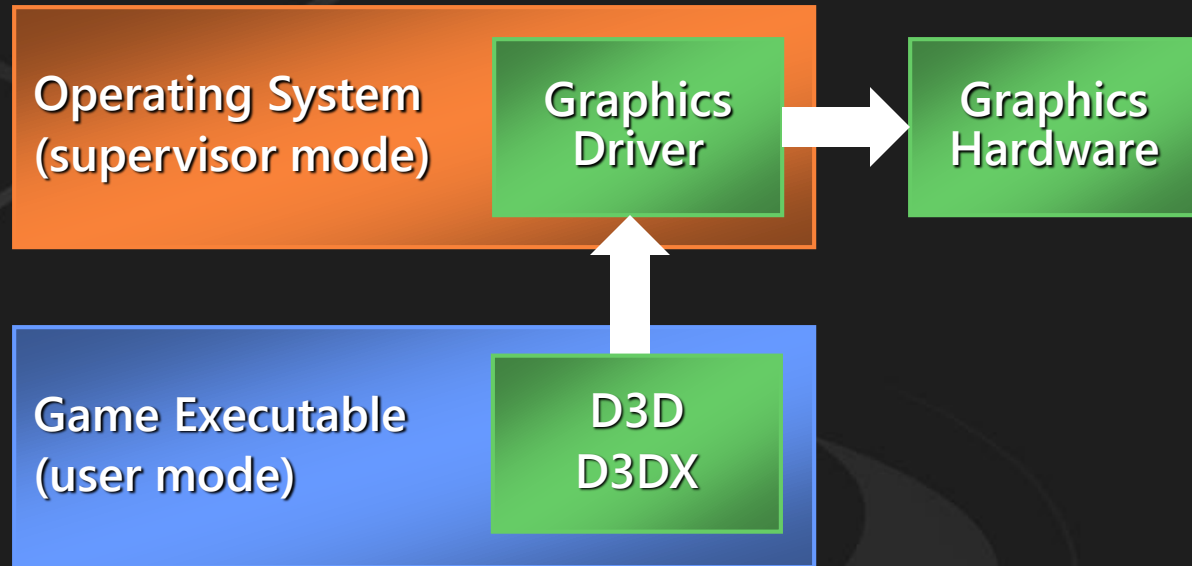 Operating System
(supervisor mode)
Graphics
Driver
Graphics
Hardware
Game Executable
(user mode)
D3D
D3DX